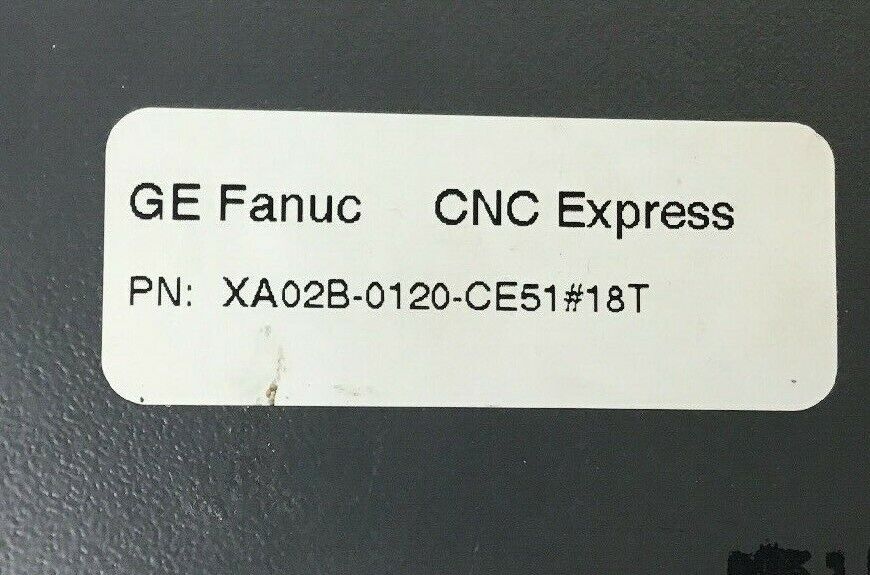 GE Fanuc CNC Express
PN: XA02B-0120-CE51#18T